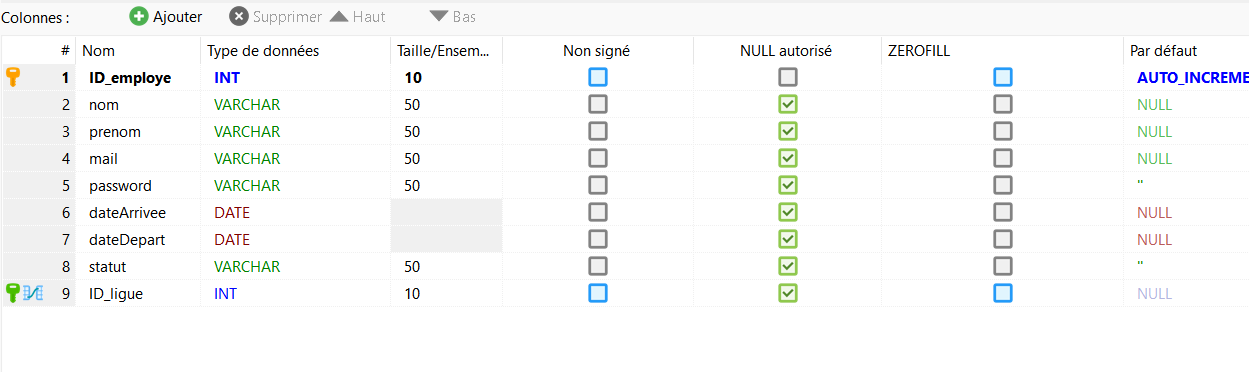 Colonnes : Ajouter Supprimer Haut Bas
# Nom Type de données Taille/Ensem... Non signé NULL autorisé ZEROFILL Par défaut
1 ID_employe INT 10 AUTO_INCREME
2 nom VARCHAR 50 NULL
3 prenom VARCHAR 50 NULL
4 mail VARCHAR 50 NULL
5 password VARCHAR 50 ''
6 dateArrivee DATE NULL
7 dateDepart DATE NULL
8 statut VARCHAR 50 ''
9 ID_ligue INT 10 NULL